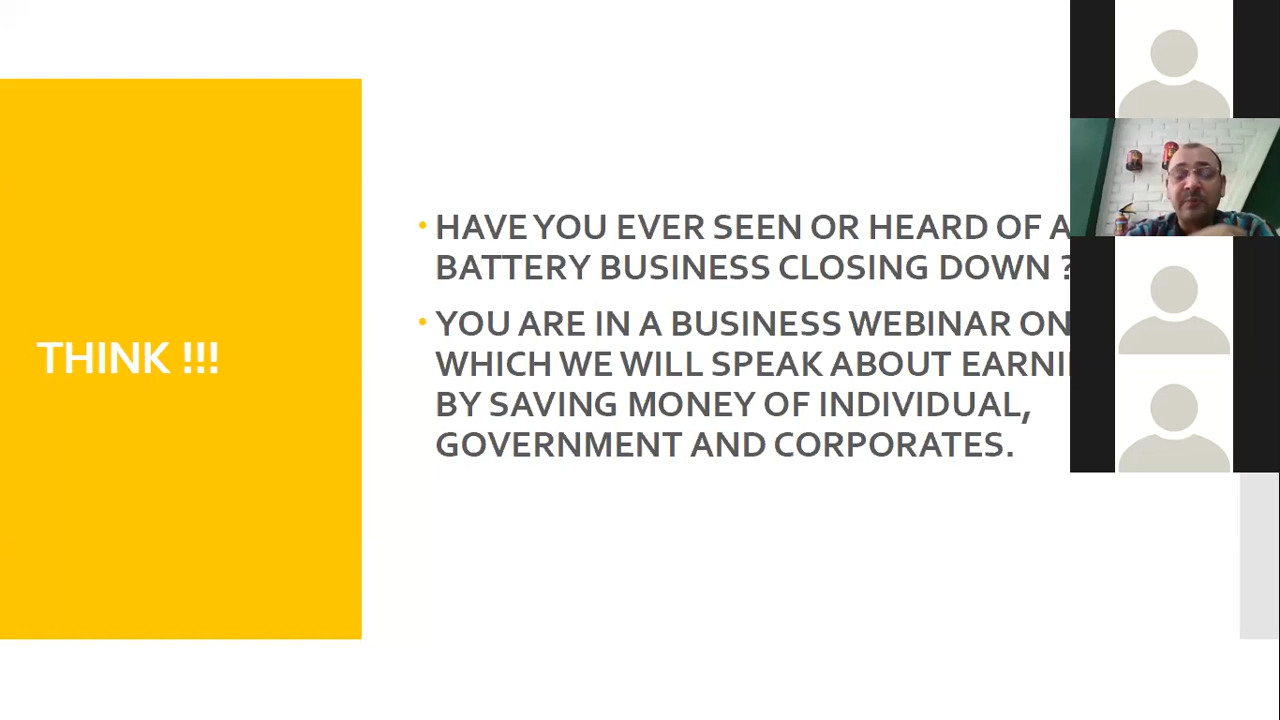 THINK !!!
• HAVE YOU EVER SEEN OR HEARD OF A
BATTERY BUSINESS CLOSING DOWN ?
• YOU ARE IN A BUSINESS WEBINAR ON
WHICH WE WILL SPEAK ABOUT
BY SAVING MONEY OF INDIVIDUAL,
GOVERNMENT AND CORPORATES.